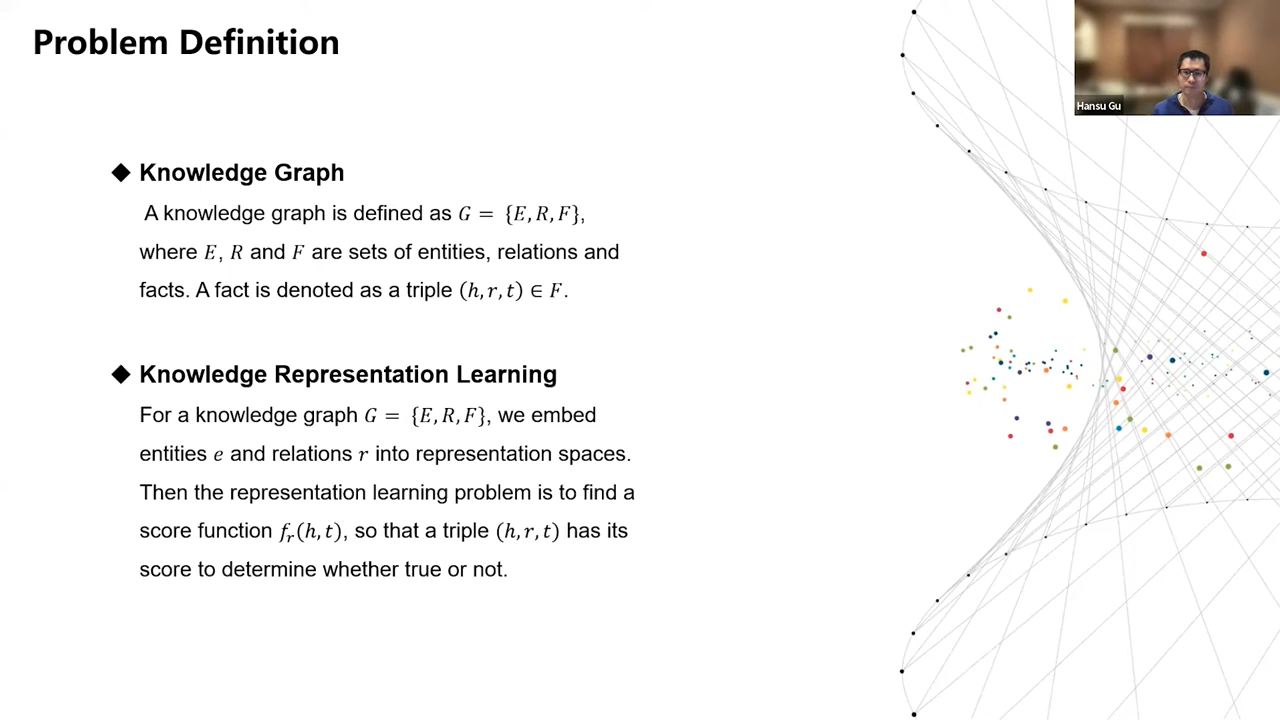 Problem Definition
Hansu Gu
◆ Knowledge Graph
A knowledge graph is defined as G = {E, R, F},
where E, R and F are sets of entities, relations and
facts. A fact is denoted as a triple (h, r, t) ∈ F.
◆ Knowledge Representation Learning
For a knowledge graph G = {E, R, F}, we embed
entities e and relations r into representation spaces.
Then the representation learning problem is to find a
score function fᵣ(h, t), so that a triple (h, r, t) has its
score to determine whether true or not.